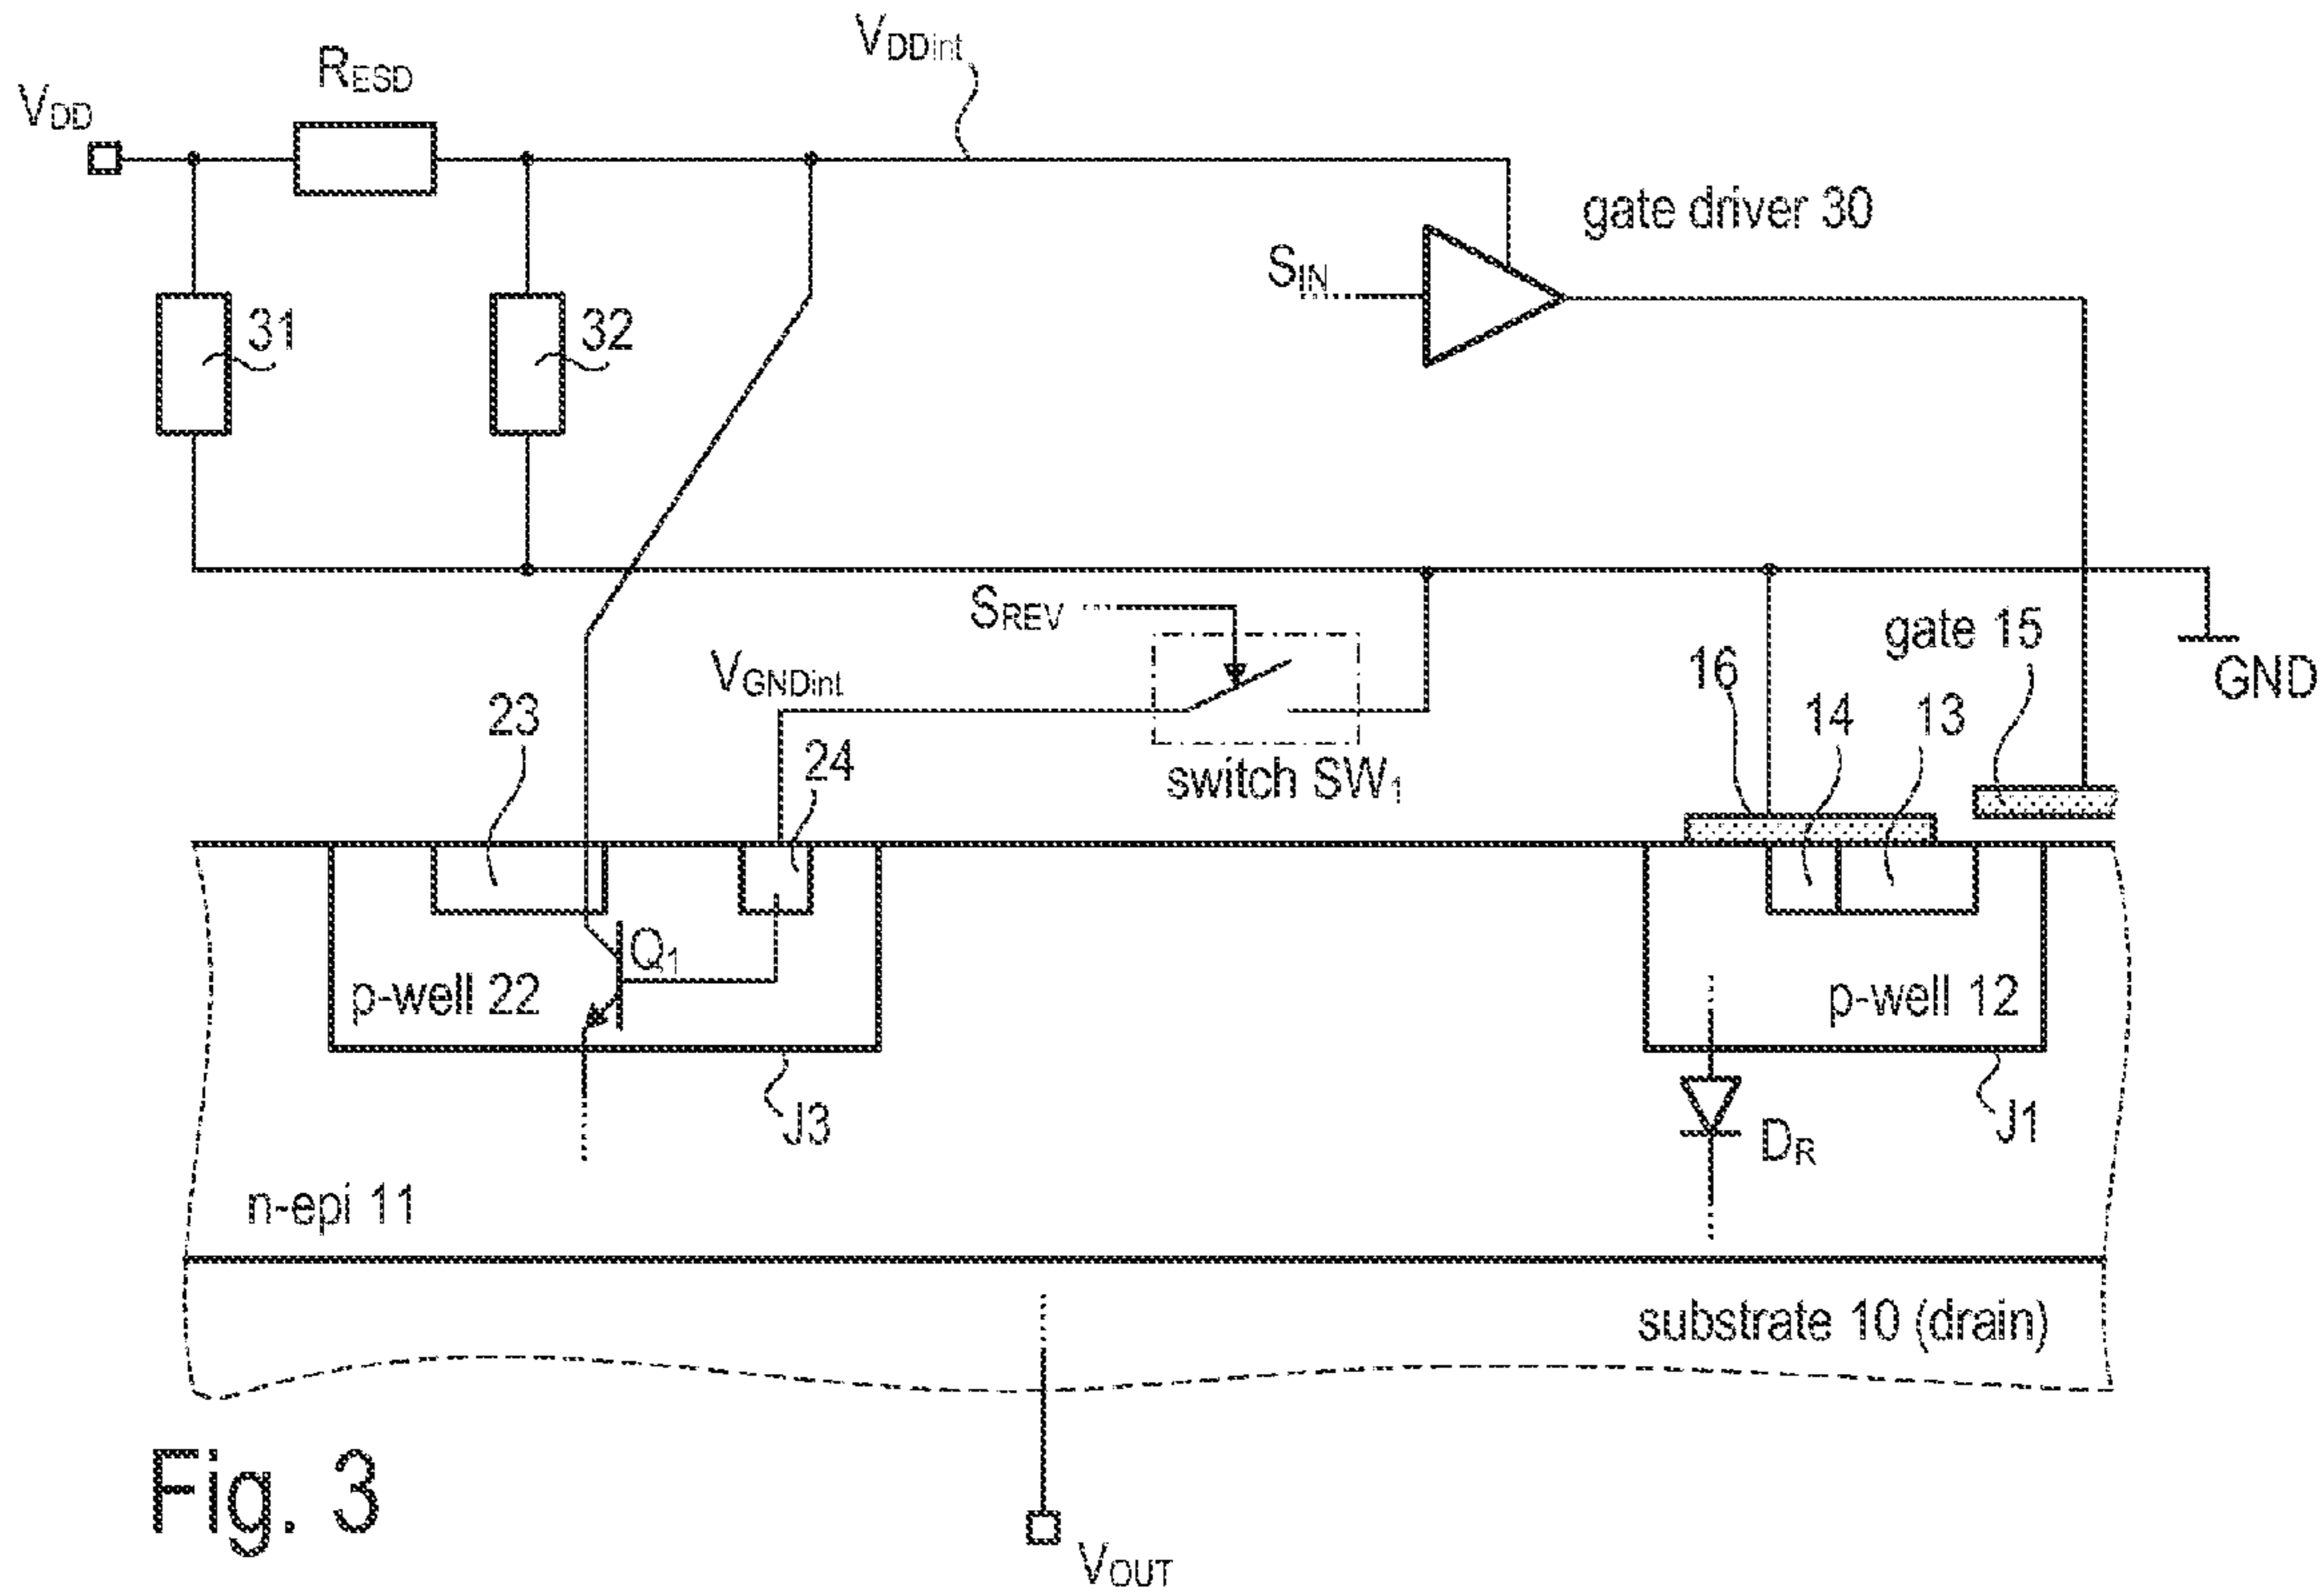 VDDint
RESD
VDD
gate driver 30
SIN
31
32
SREV
gate 15
16
VGNDint
GND
23
14
13
24
switch SW1
Q1
p-well 22
p-well 12
J3
J1
DR
n-epi 11
substrate 10 (drain)
Fig. 3
VOUT